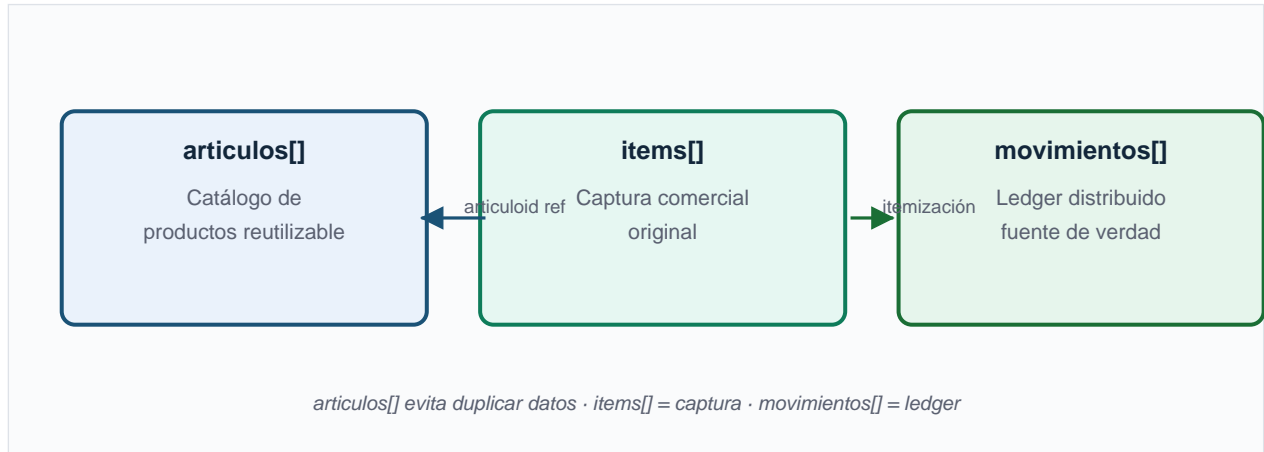 articulos[]
Catálogo de
productos reutilizable
articuloid ref
items[]
Captura comercial
original
itemización
movimientos[]
Ledger distribuido
fuente de verdad
articulos[] evita duplicar datos · items[] = captura · movimientos[] = ledger